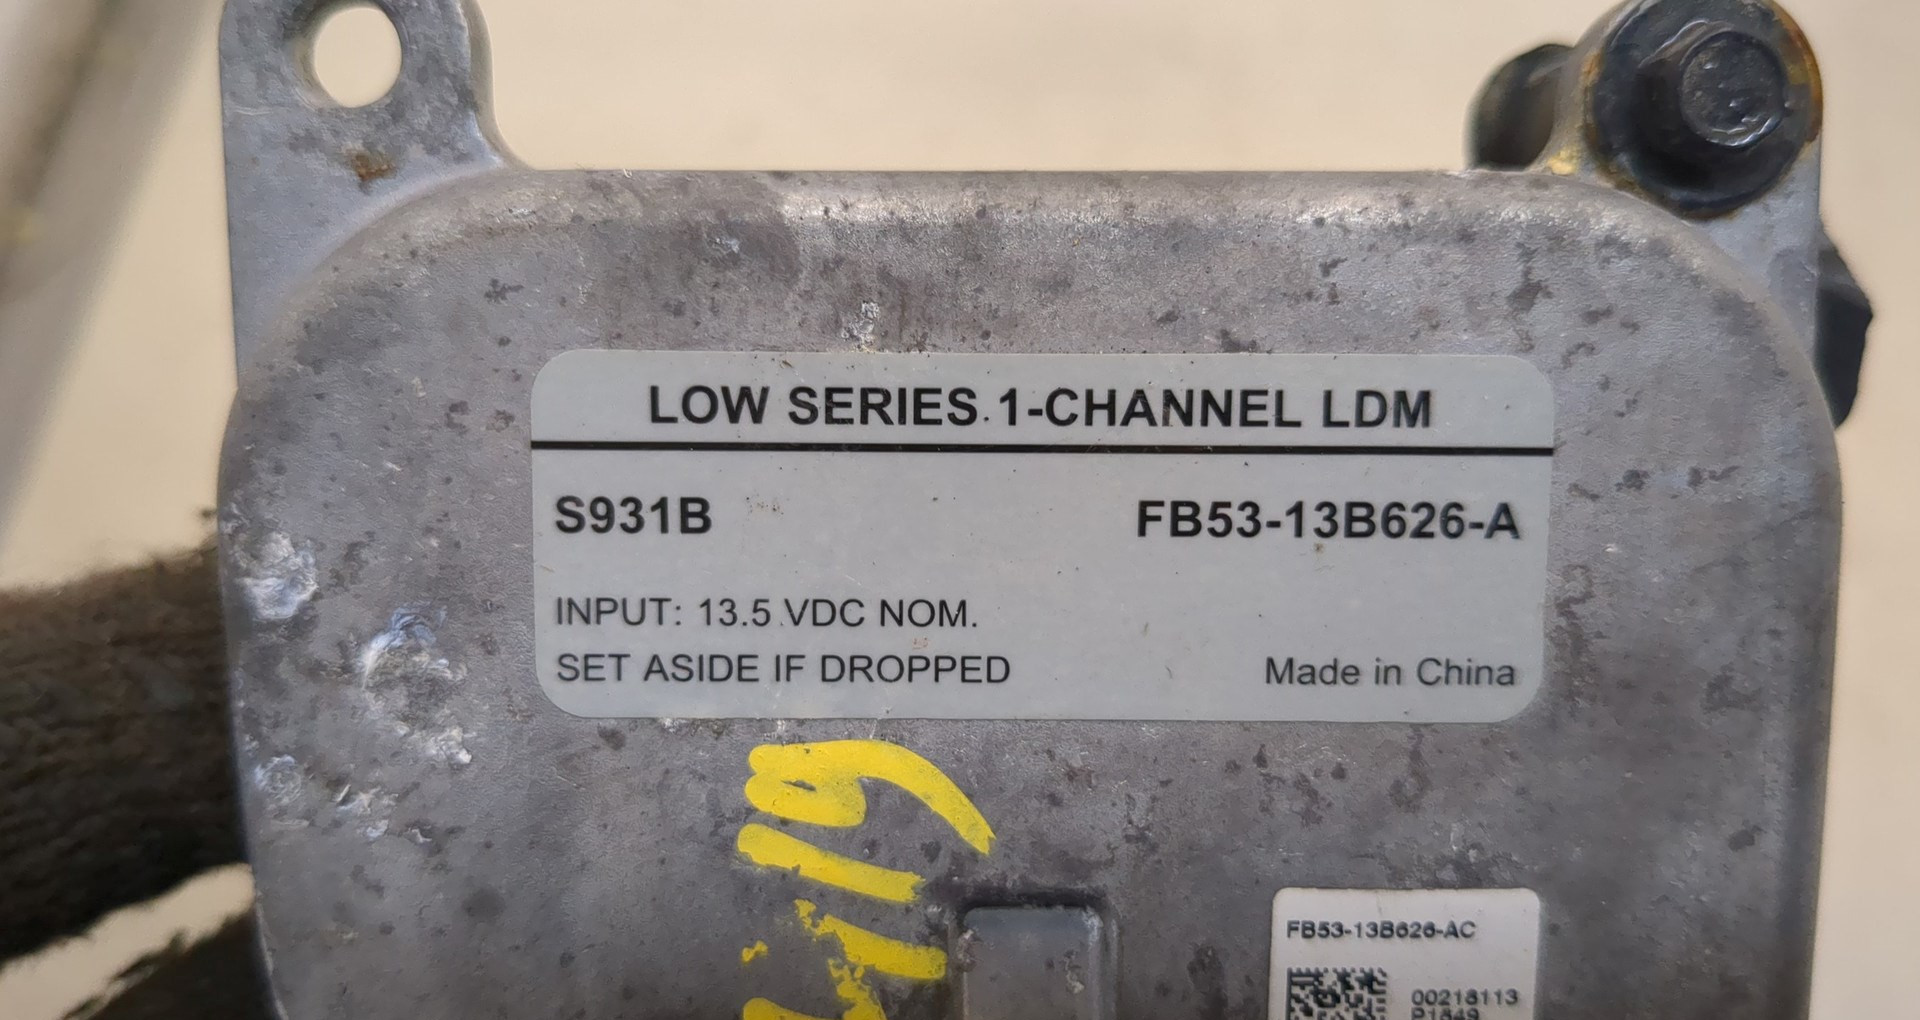 LOW SERIES 1-CHANNEL LDM
S931B FB53-13B626-A
INPUT: 13.5 VDC NOM.
SET ASIDE IF DROPPED Made in China
FB53-13B626-AC
00218113
P1849